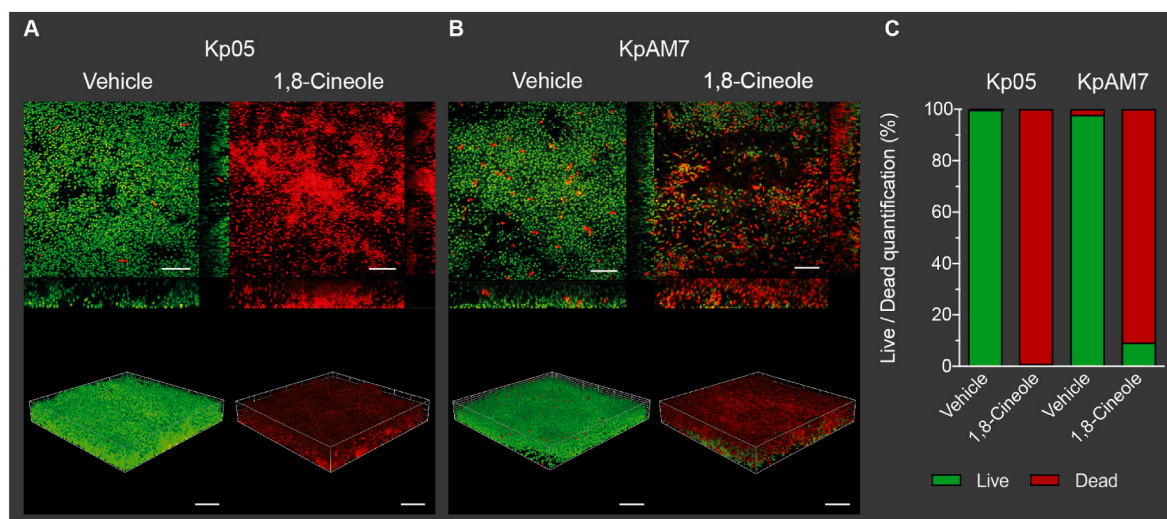 A
Kp05
Vehicle 1,8-Cineole
B
KpAM7
Vehicle 1,8-Cineole
C
Kp05 KpAM7
Live / Dead quantification (%)
100
80
60
40
20
0
Vehicle
1,8-Cineole
Vehicle
1,8-Cineole
Live Dead